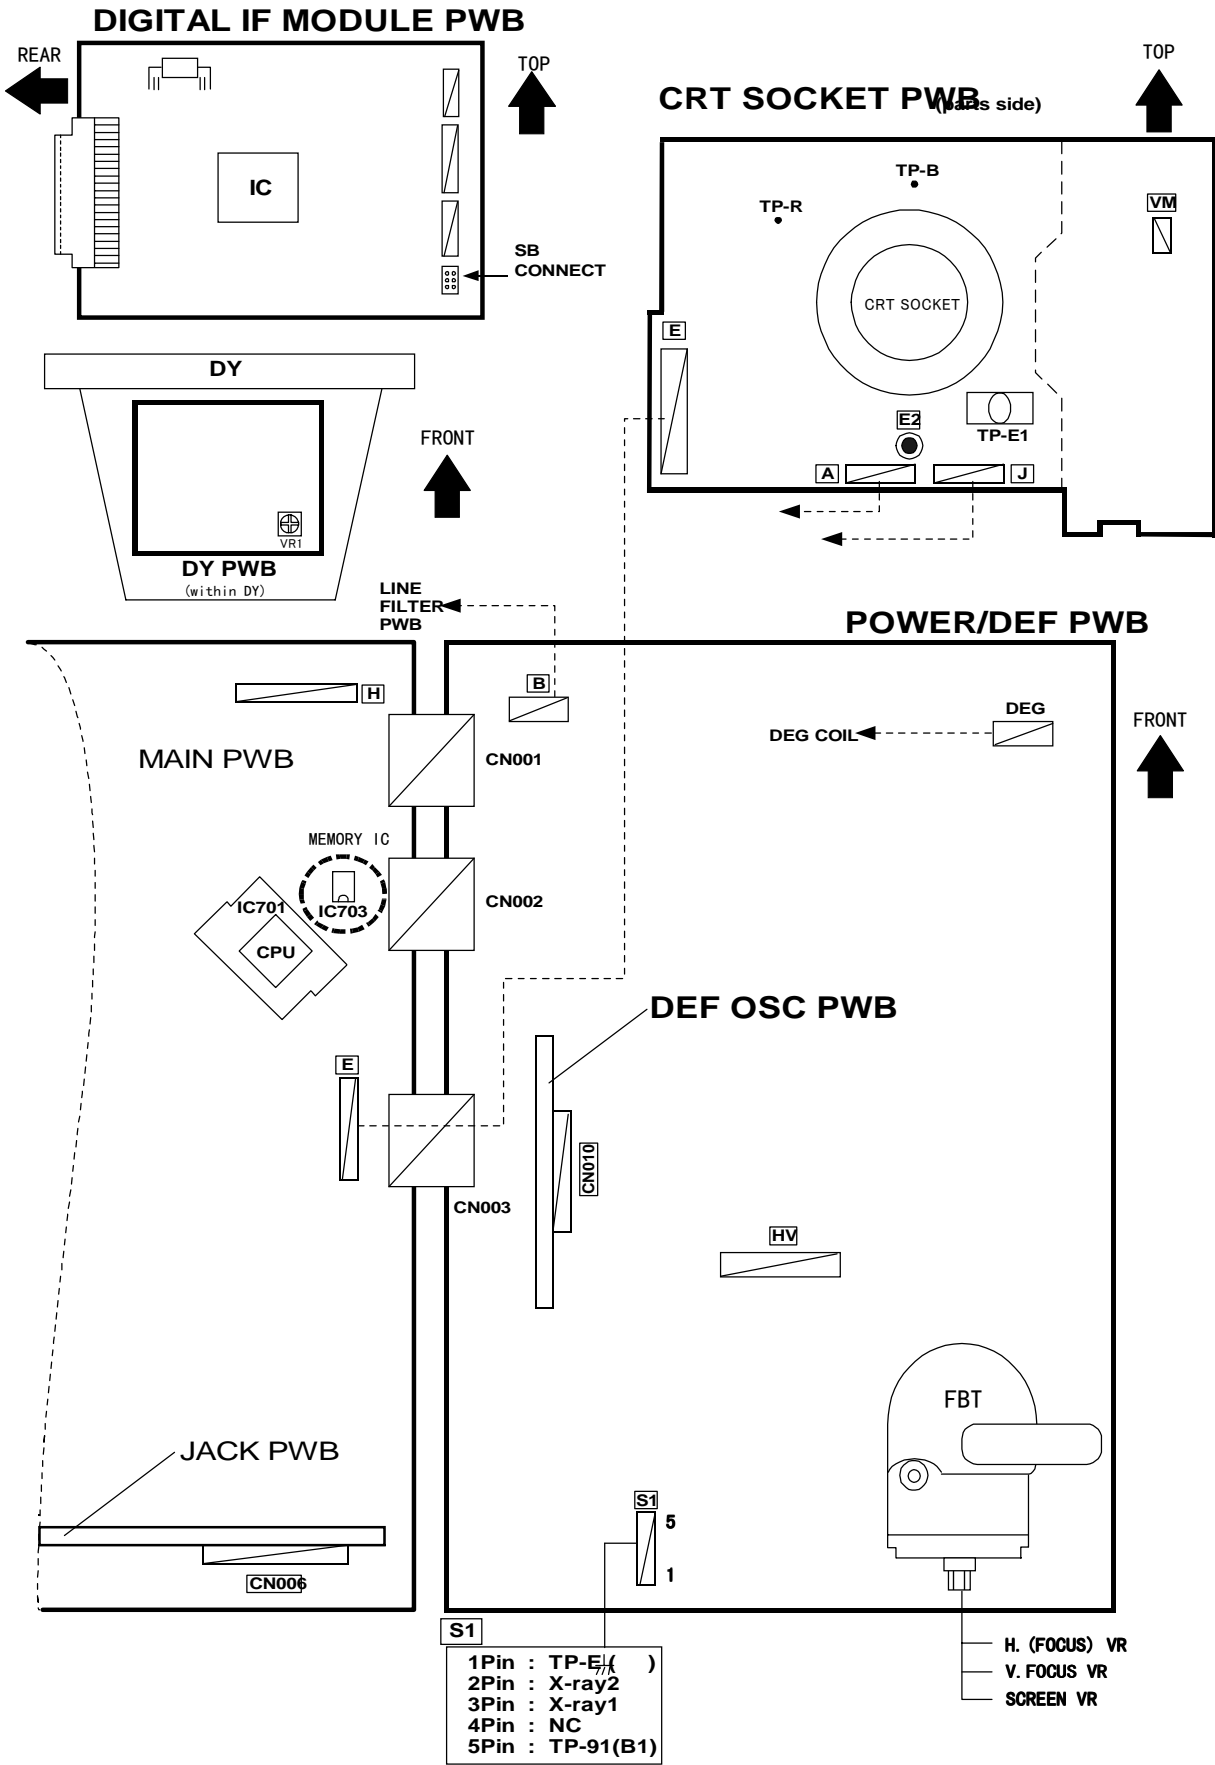 DIGITAL IF MODULE PWB
REAR
TOP
IC
SB
CONNECT
CRT SOCKET PWB
(parts side)
TOP
TP-B
TP-R
VM
CRT SOCKET
E
E2
TP-E1
A
J
DY
FRONT
VR1
DY PWB
(within DY)
LINE
FILTER
PWB
POWER/DEF PWB
H
B
DEG
DEG COIL
FRONT
MAIN PWB
CN001
MEMORY IC
IC701
IC703
CN002
CPU
DEF OSC PWB
E
CN010
CN003
HV
FBT
JACK PWB
S1
5
1
CN006
S1
1Pin : TP-E ( )
2Pin : X-ray2
3Pin : X-ray1
4Pin : NC
5Pin : TP-91(B1)
H. (FOCUS) VR
V. FOCUS VR
SCREEN VR